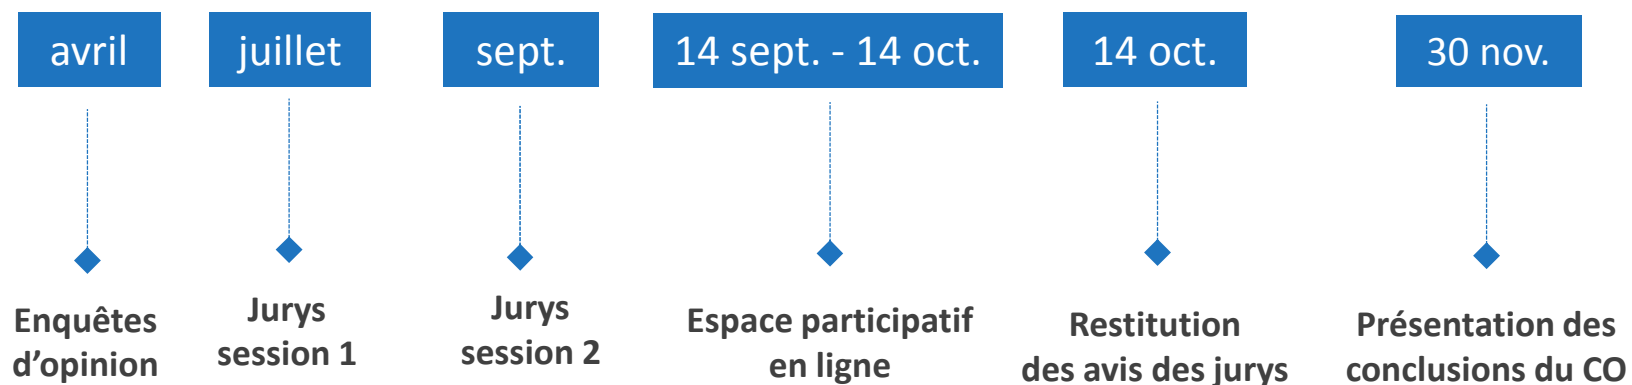 avril
juillet
sept.
14 sept. - 14 oct.
14 oct.
30 nov.
Enquêtes
d’opinion
Jurys
session 1
Jurys
session 2
Espace participatif
en ligne
Restitution
des avis des jurys
Présentation des
conclusions du CO